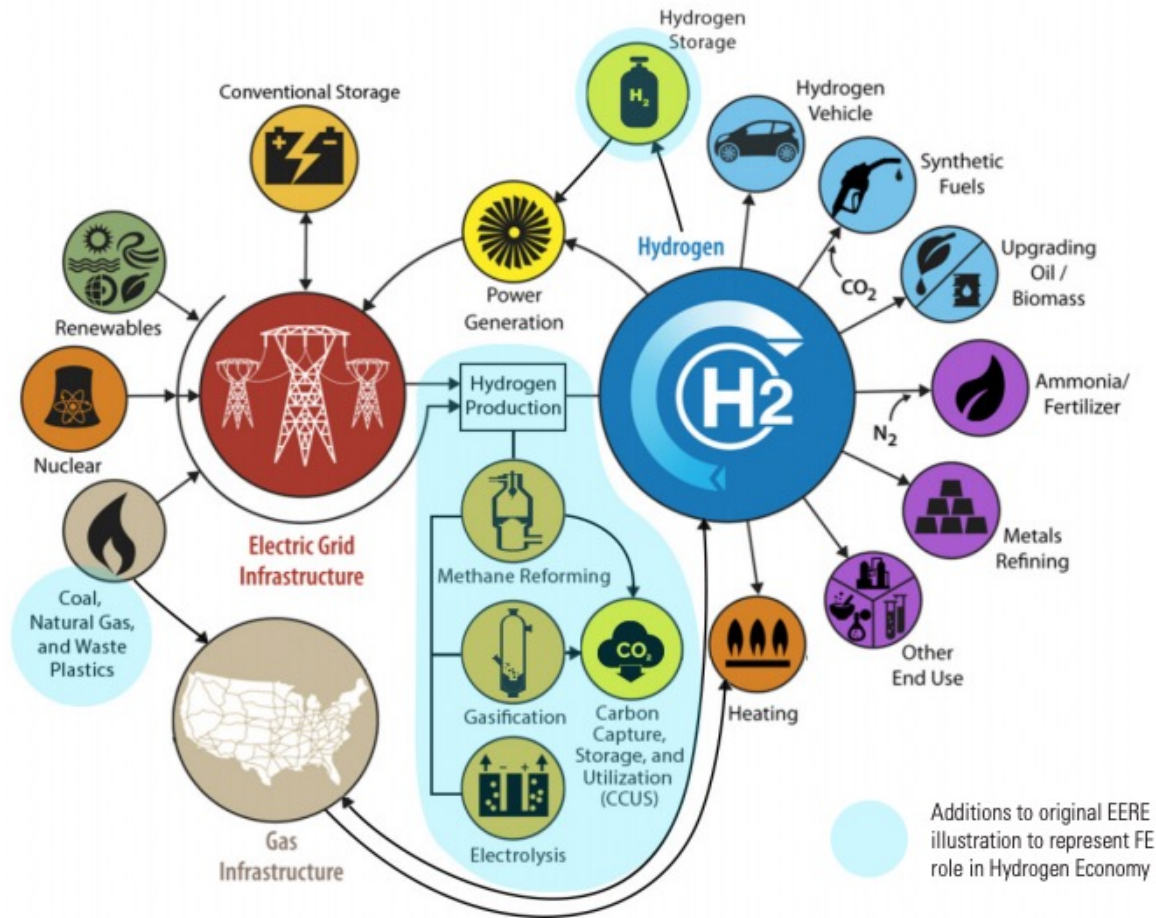 Hydrogen
Storage
H2
Conventional Storage
+
-
Hydrogen
Vehicle
Synthetic
Fuels
CO2
Upgrading
Oil /
Biomass
Renewables
Power
Generation
Hydrogen
H2
Nuclear
Hydrogen
Production
Ammonia/
Fertilizer
N2
Electric Grid
Infrastructure
Methane Reforming
Metals
Refining
Coal,
Natural Gas,
and Waste
Plastics
CO2
Other
End Use
Gasification
Carbon
Capture,
Storage, and
Utilization
(CCUS)
Heating
- +
Electrolysis
Gas
Infrastructure
Additions to original EERE
illustration to represent FE
role in Hydrogen Economy